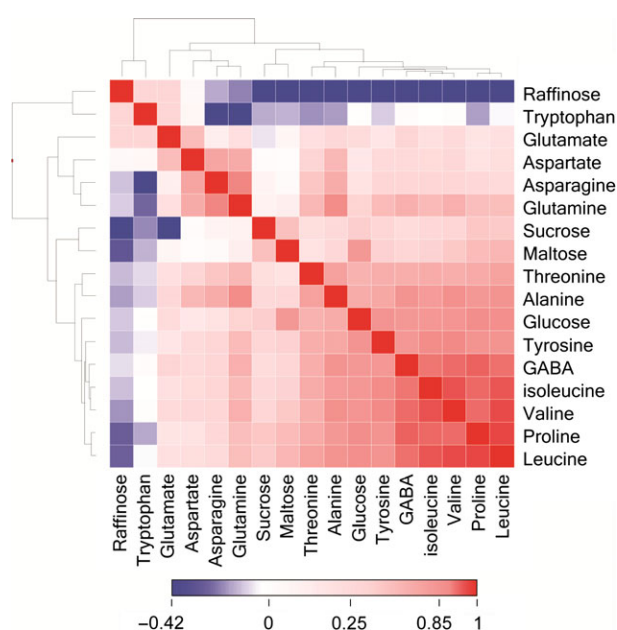 Raffinose
Tryptophan
Glutamate
Aspartate
Asparagine
Glutamine
Sucrose
Maltose
Threonine
Alanine
Glucose
Tyrosine
GABA
isoleucine
Valine
Proline
Leucine
Raffinose
Tryptophan
Glutamate
Aspartate
Asparagine
Glutamine
Sucrose
Maltose
Threonine
Alanine
Glucose
Tyrosine
GABA
isoleucine
Valine
Proline
Leucine
−0.42 0 0.25 0.85 1